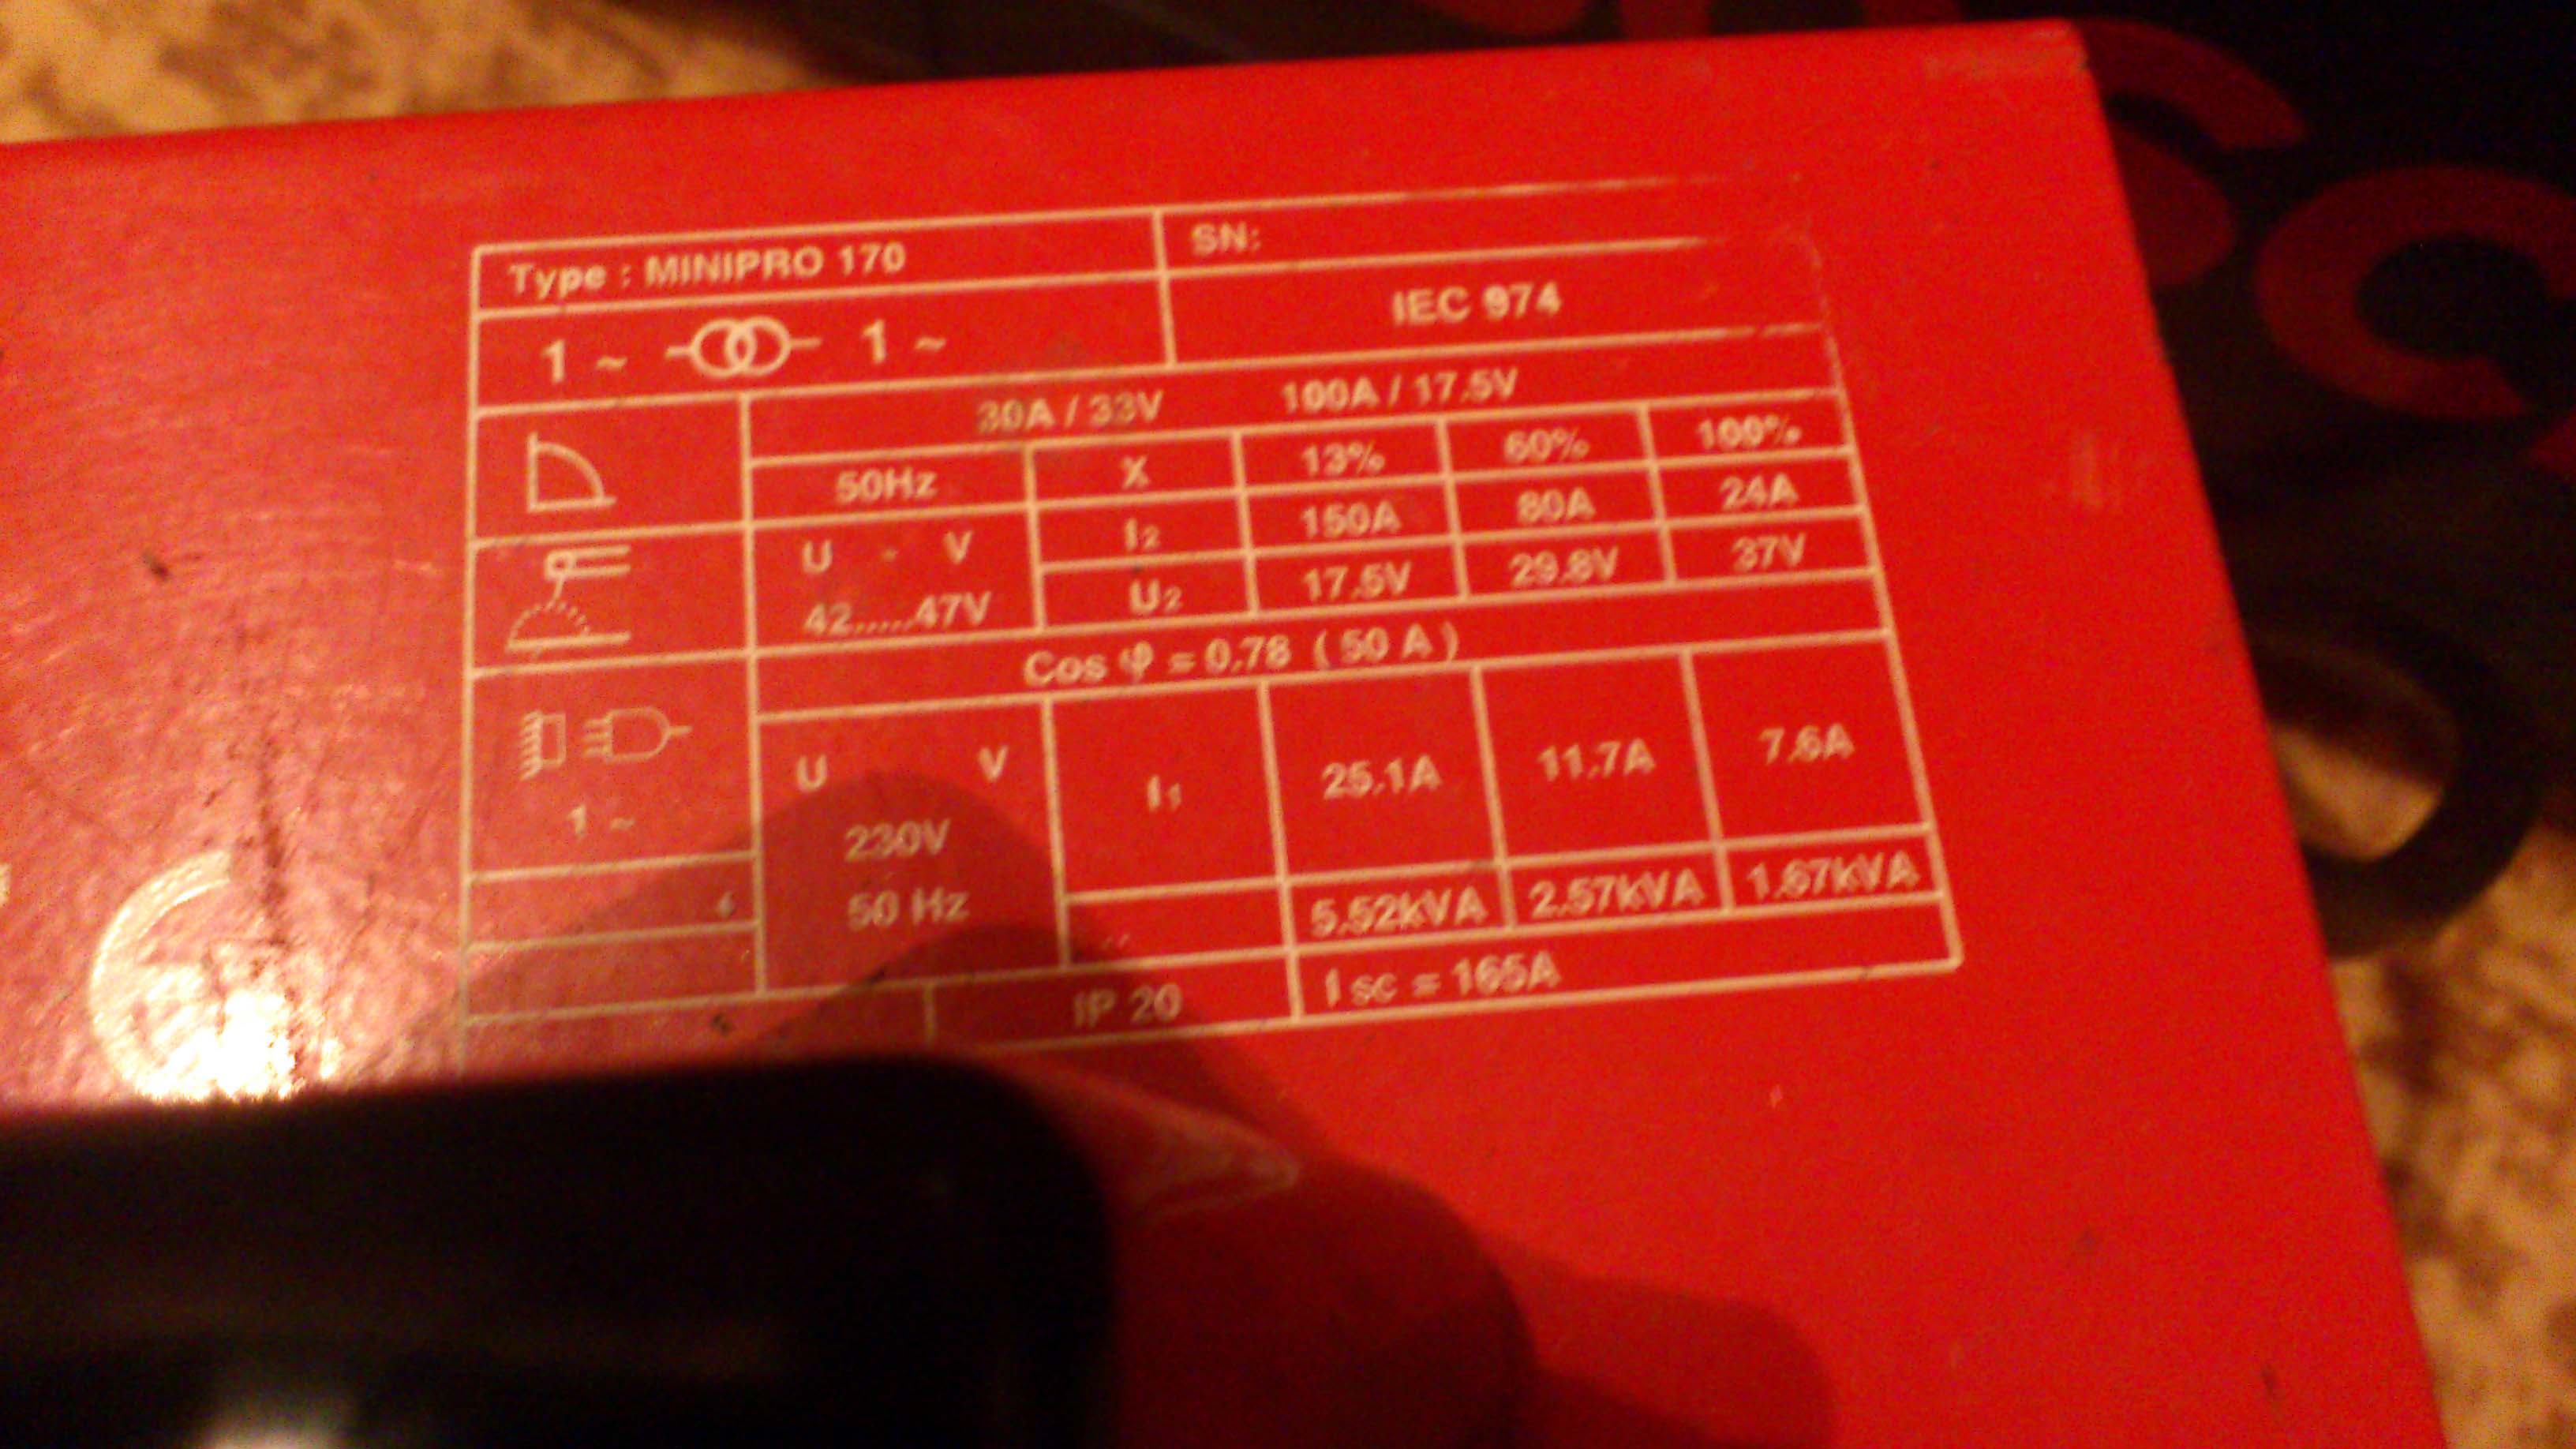 Type : MINIPRO 170 SN:
1 ~ 1 ~ IEC 974
30A / 33V 100A / 17.5V
50Hz X 13% 60% 100%
U - V I2 150A 80A 24A
42.....47V U2 17.5V 29.8V 37V
Cos φ = 0.78 ( 50 A )
U V I1 25.1A 11.7A 7.6A
1 ~ 230V
50 Hz 5.52kVA 2.57kVA 1.67kVA
IP 20 I sc = 165A